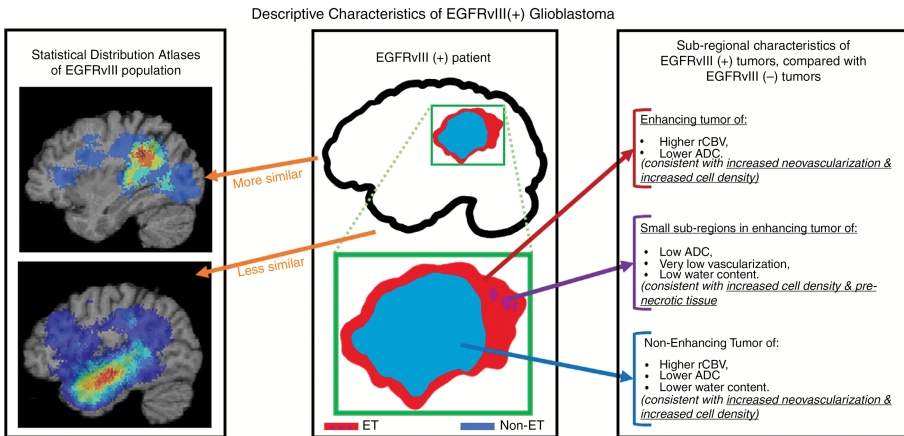 Descriptive Characteristics of EGFRvIII(+) Glioblastoma
Statistical Distribution Atlases
of EGFRvIII population
More similar
Less similar
EGFRvIII (+) patient
ET
Non-ET
Sub-regional characteristics of
EGFRvIII (+) tumors, compared with
EGFRvIII (–) tumors
Enhancing tumor of:
• Higher rCBV,
• Lower ADC.
(consistent with increased neovascularization &
increased cell density)
Small sub-regions in enhancing tumor of:
• Low ADC,
• Very low vascularization,
• Low water content.
(consistent with increased cell density & pre-
necrotic tissue
Non-Enhancing Tumor of:
• Higher rCBV,
• Lower ADC
• Lower water content.
(consistent with increased neovascularization &
increased cell density)